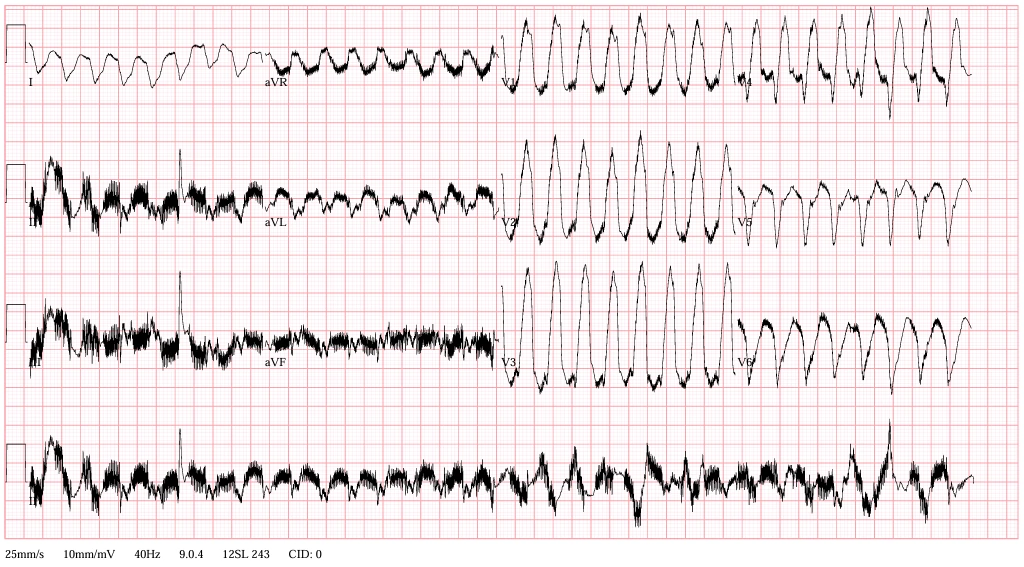 I aVR V1 V4
II aVL V2 V5
III aVF V3 V6
II
25mm/s 10mm/mV 40Hz 9.0.4 12SL 243 CID: 0